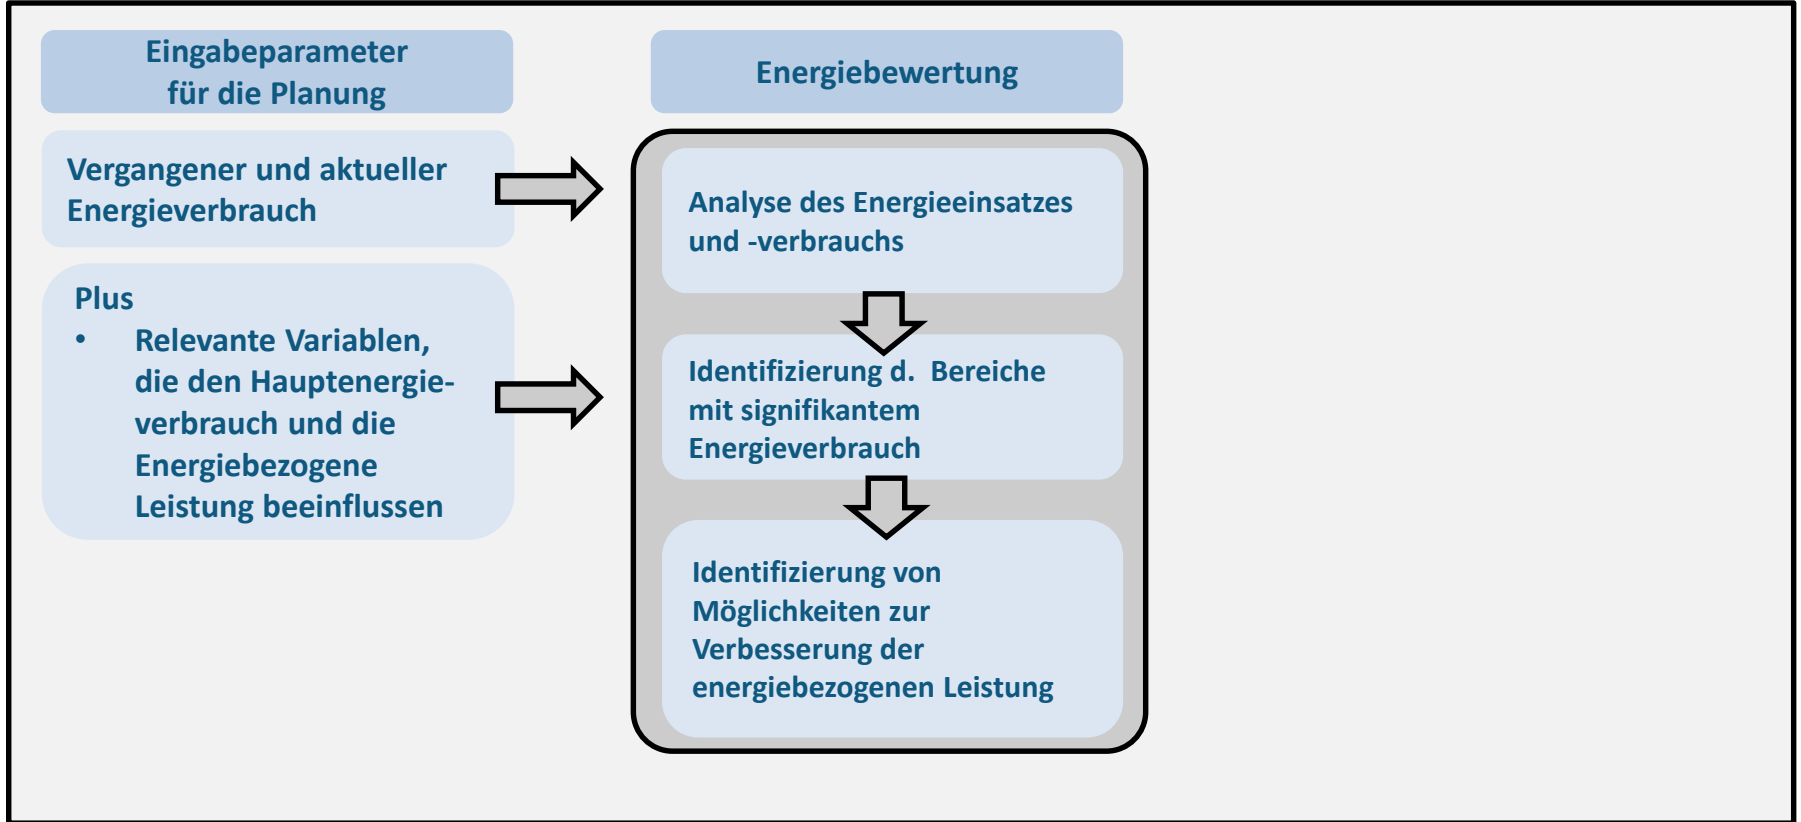 Eingabeparameter
für die Planung
Vergangener und aktueller
Energieverbrauch
Plus
• Relevante Variablen,
die den Hauptenergie-
verbrauch und die
Energiebezogene
Leistung beeinflussen
Energiebewertung
Analyse des Energieeinsatzes
und -verbrauchs
Identifizierung d. Bereiche
mit signifikantem
Energieverbrauch
Identifizierung von
Möglichkeiten zur
Verbesserung der
energiebezogenen Leistung